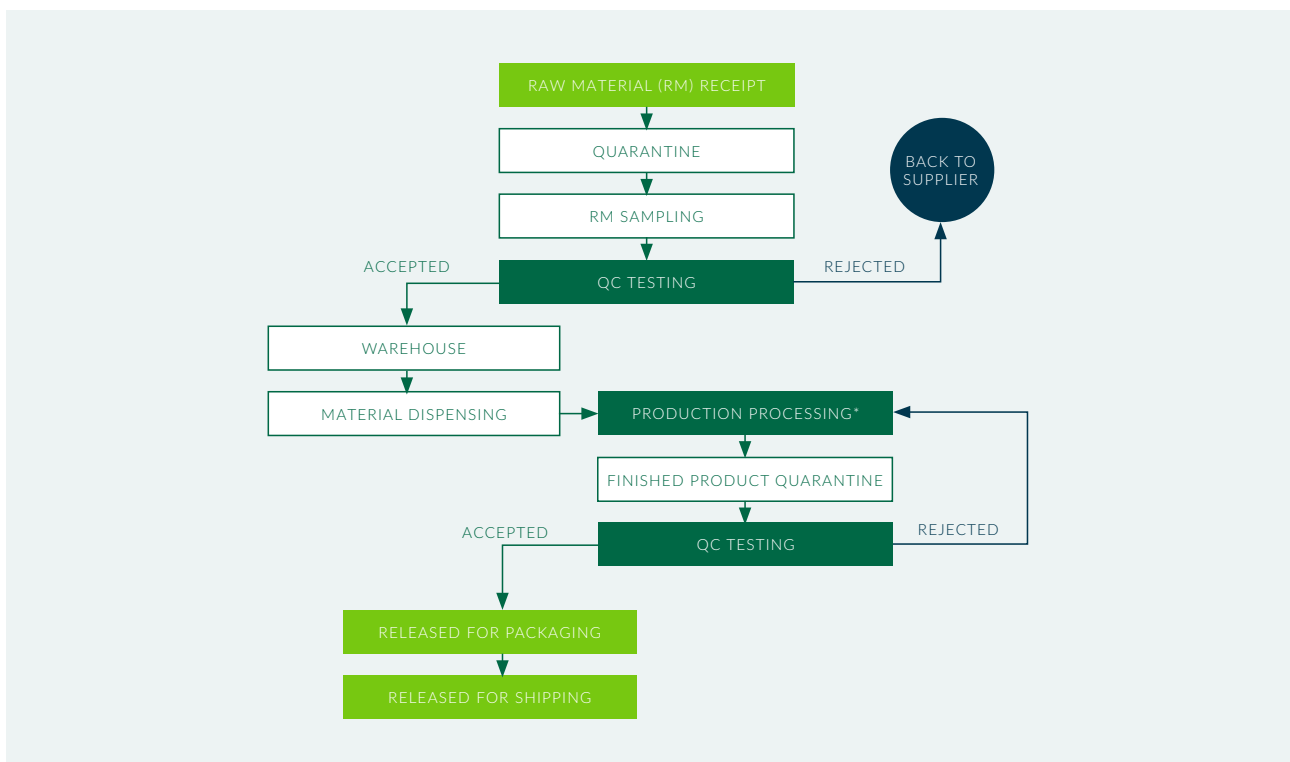 RAW MATERIAL (RM) RECEIPT
QUARANTINE
BACK TO
SUPPLIER
RM SAMPLING
ACCEPTED
QC TESTING
REJECTED
WAREHOUSE
MATERIAL DISPENSING
PRODUCTION PROCESSING*
FINISHED PRODUCT QUARANTINE
ACCEPTED
QC TESTING
REJECTED
RELEASED FOR PACKAGING
RELEASED FOR SHIPPING